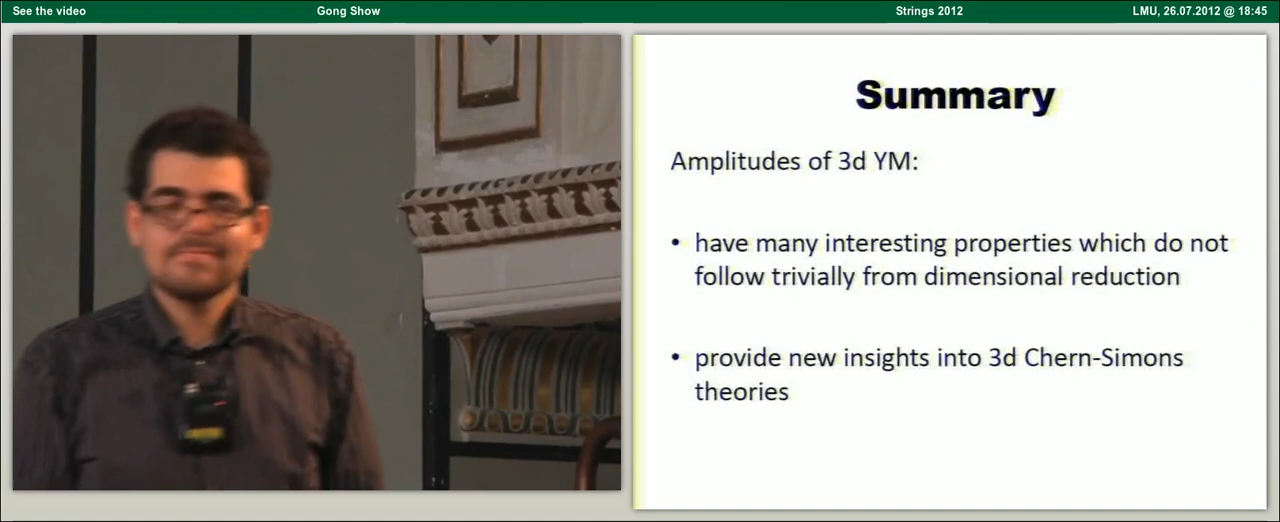 See the video
Gong Show
Strings 2012
LMU, 26.07.2012 @ 18:45
Summary
Amplitudes of 3d YM:
• have many interesting properties which do not
follow trivially from dimensional reduction
• provide new insights into 3d Chern-Simons
theories